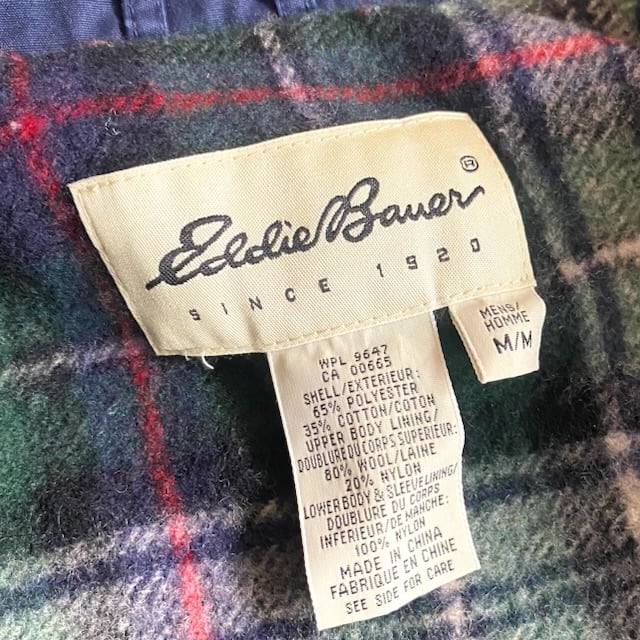 Eddie Bauer®
SINCE 1920
MENS/
HOMME
M/M
WPL 9647
CA 00665
SHELL/EXTERIEUR:
65% POLYESTER
35% COTTON/COTON
UPPER BODY LINING/
DOUBLURE DU CORPS SUPERIEUR:
80% WOOL/LAINE
20% NYLON
LOWER BODY & SLEEVE LINING/
DOUBLURE DU CORPS
INFERIEUR/DE MANCHE:
100% NYLON
MADE IN CHINA
FABRIQUE EN CHINE
SEE SIDE FOR CARE